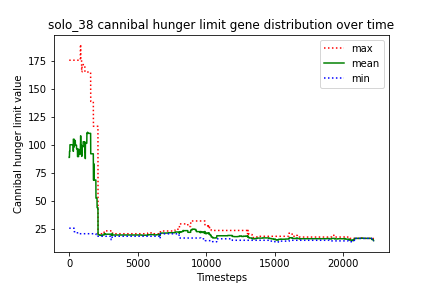 solo_38 cannibal hunger limit gene distribution over time
max
mean
min
Cannibal hunger limit value
175
150
125
100
75
50
25
0
5000
10000
15000
20000
Timesteps